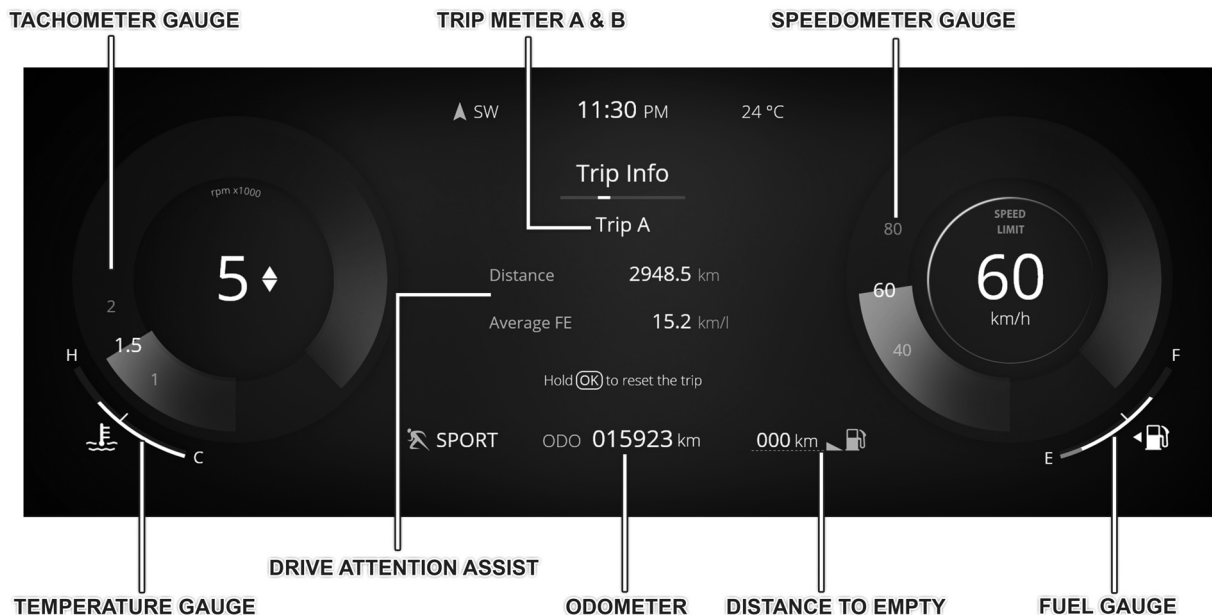 TACHOMETER GAUGE
TRIP METER A & B
SPEEDOMETER GAUGE
SW
11:30 PM
24 °C
Trip Info
Trip A
rpm x1000
5
2
1.5
1
H
C
Distance 2948.5 km
Average FE 15.2 km/l
Hold OK to reset the trip
SPORT
ODO 015923 km
000 km
80
60
40
SPEED
LIMIT
60
km/h
F
E
DRIVE ATTENTION ASSIST
TEMPERATURE GAUGE
ODOMETER
DISTANCE TO EMPTY
FUEL GAUGE